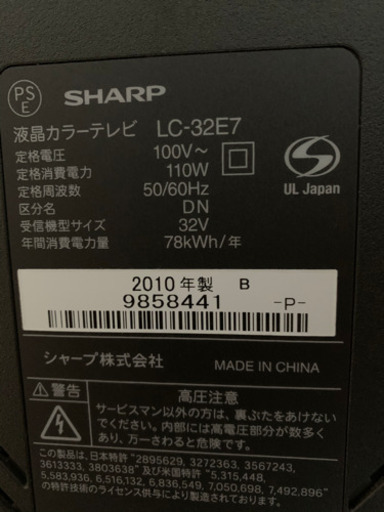 PS E SHARP
液晶カラーテレビ LC-32E7
定格電圧 100V～
定格消費電力 110W
定格周波数 50/60Hz
区分名 DN
受信機型サイズ 32V
年間消費電力量 78kWh/年
S UL Japan
2010年製 B
9858441 -P-
シャープ株式会社 MADE IN CHINA
警告 高圧注意
サービスマン以外の方は、裏ぶたをあけないで
ください。内部には高電圧部分が数多く
あり、万一さわると危険です。
この製品は、日本特許 "2895629, 3272363, 3567243,
3613333, 3803638" 及び米国特許 "5,315,448,
5,583,936, 6,516,132, 6,836,549, 7,050,698, 7,492,896"
の特許技術のライセンス供与により製造されています。